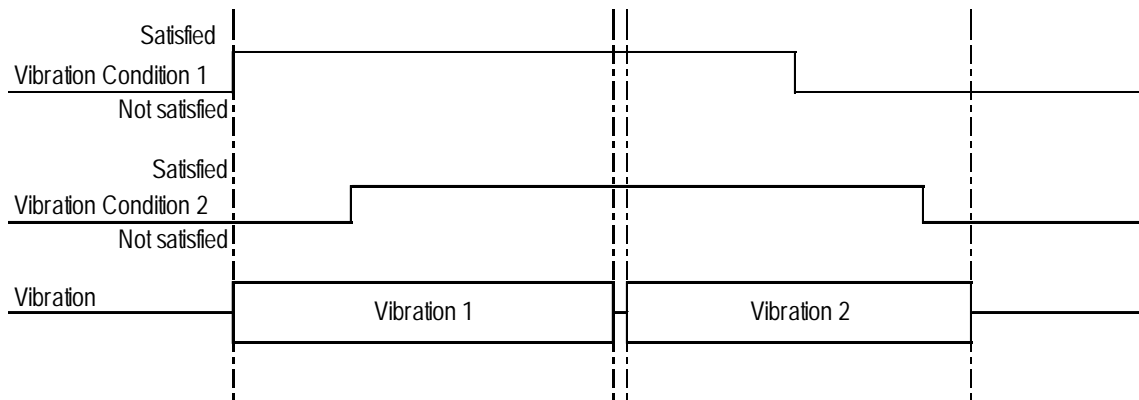 Satisfied
Vibration Condition 1
Not satisfied
Satisfied
Vibration Condition 2
Not satisfied
Vibration
Vibration 1
Vibration 2